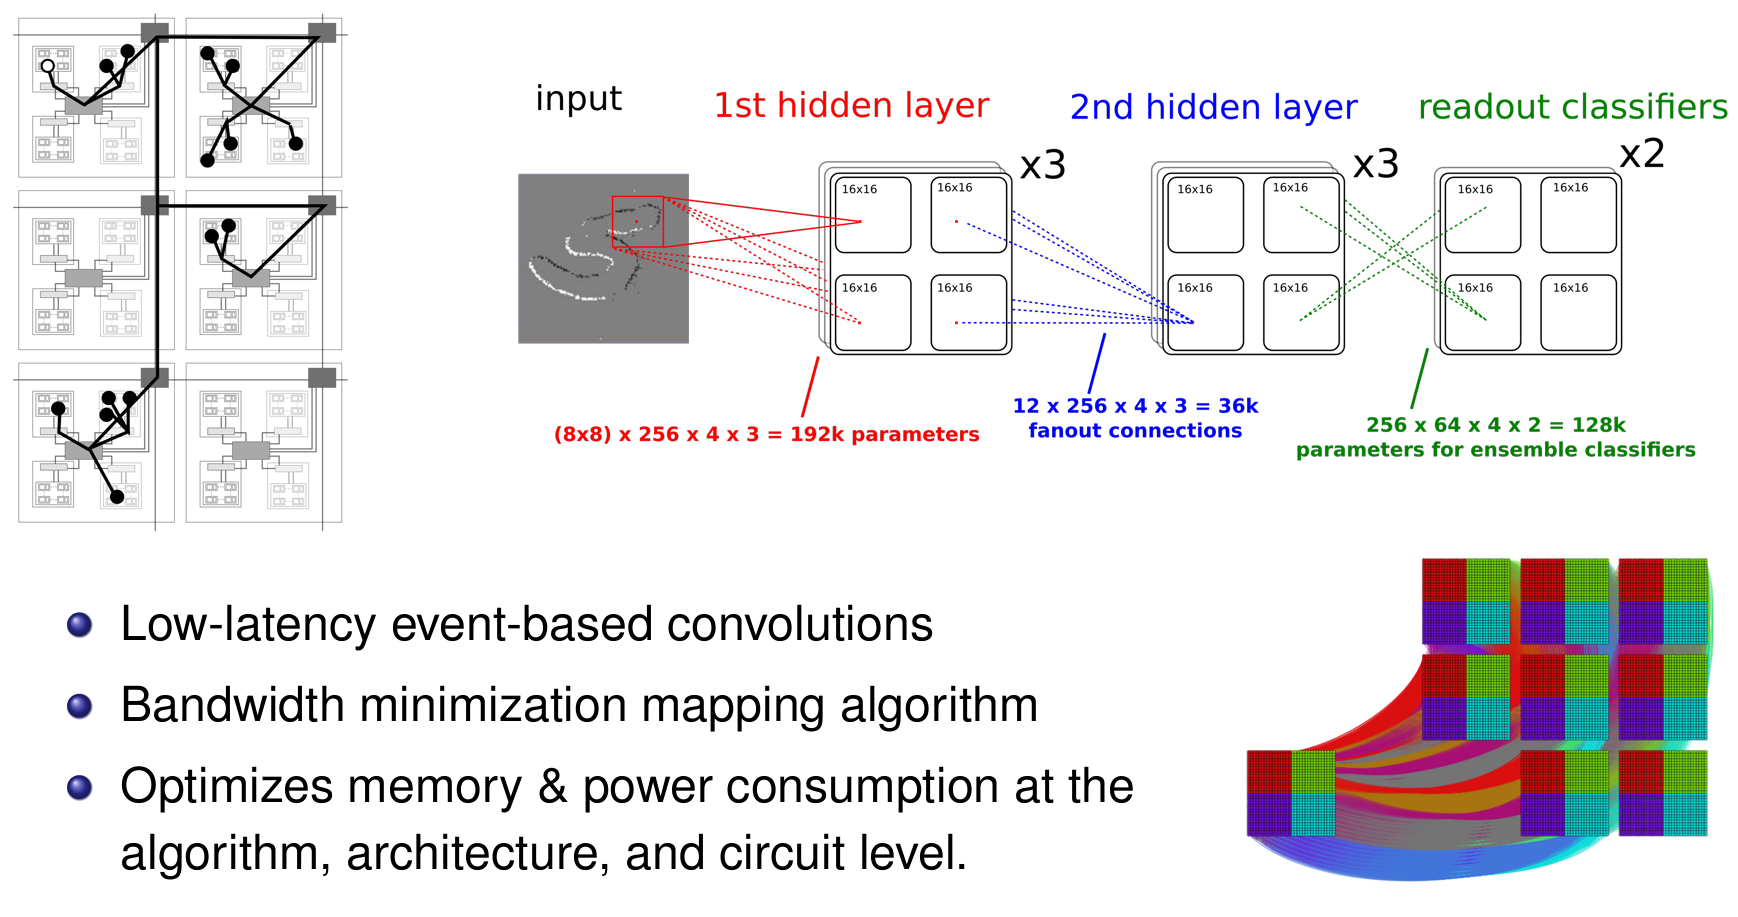 input
1st hidden layer
2nd hidden layer
readout classifiers
x3
x3
x2
16x16
16x16
16x16
16x16
16x16
16x16
16x16
16x16
16x16
16x16
16x16
16x16
(8x8) x 256 x 4 x 3 = 192k parameters
12 x 256 x 4 x 3 = 36k
fanout connections
256 x 64 x 4 x 2 = 128k
parameters for ensemble classifiers
Low-latency event-based convolutions
Bandwidth minimization mapping algorithm
Optimizes memory & power consumption at the
algorithm, architecture, and circuit level.